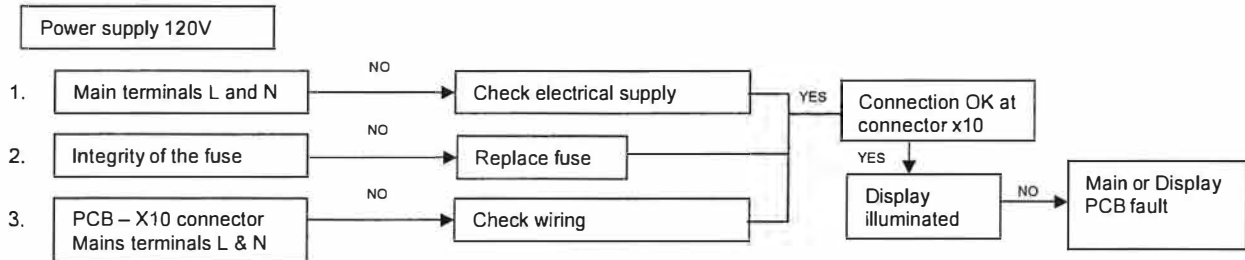 Power supply 120V
1.
Main terminals L and N
NO
Check electrical supply
YES
Connection OK at
connector x10
2.
Integrity of the fuse
NO
Replace fuse
YES
3.
PCB – X10 connector
Mains terminals L & N
NO
Check wiring
Display
illuminated
NO
Main or Display
PCB fault